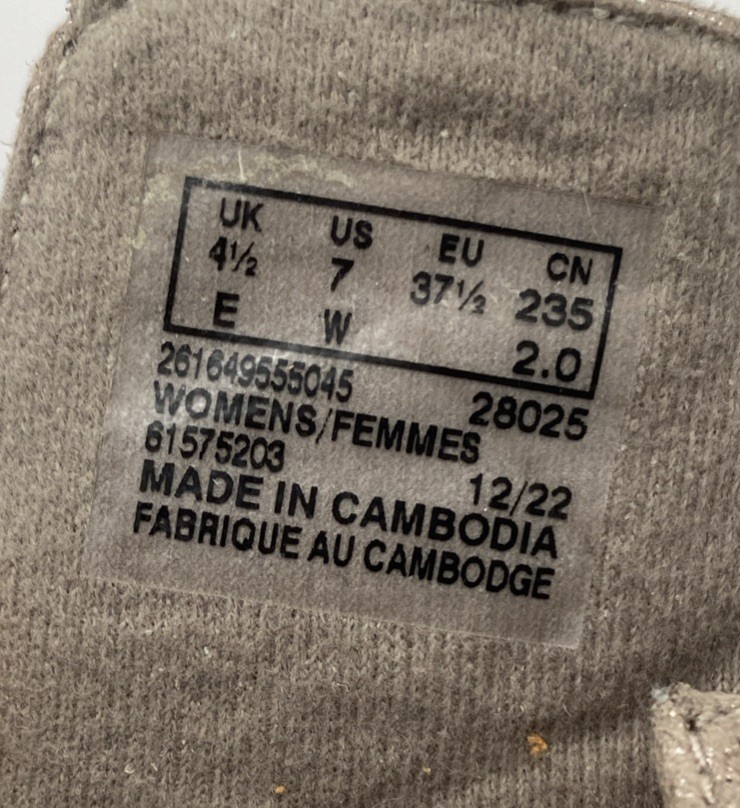 UK US EU CN
4½ 7 37½ 235
E W 2.0
261649555045 28025
WOMENS/FEMMES
61575203 12/22
MADE IN CAMBODIA
FABRIQUE AU CAMBODGE